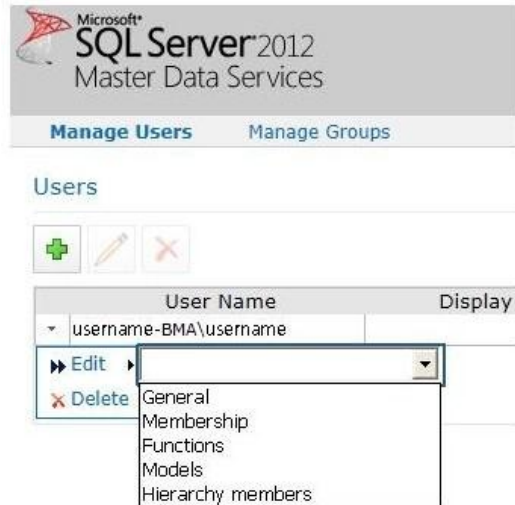 Microsoft
SQL Server 2012
Master Data Services
Manage Users Manage Groups
Users
User Name Display
username-BMA\username
Edit
Delete
General
Membership
Functions
Models
Hierarchy members